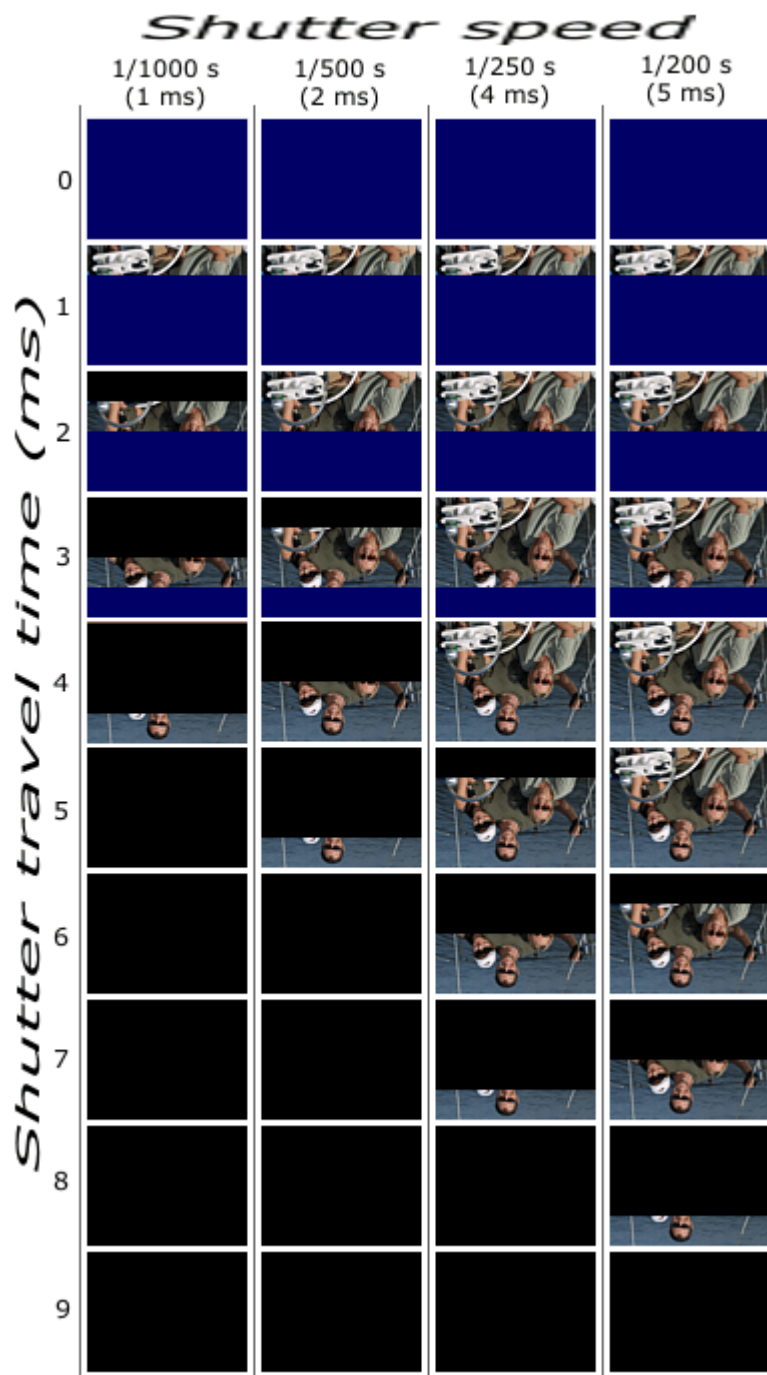 Shutter speed
1/1000 s 1/500 s 1/250 s 1/200 s
(1 ms) (2 ms) (4 ms) (5 ms)
Shutter travel time (ms)
0
1
2
3
4
5
6
7
8
9